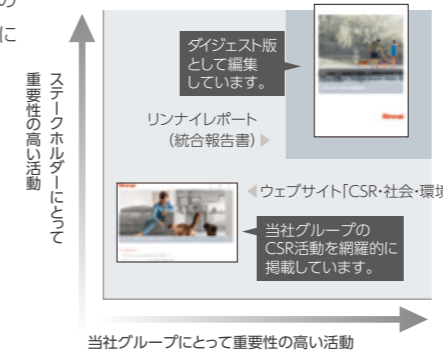 の
に
ステークホルダーにとって
重要性の高い活動
ダイジェスト版
として編集
しています。
Rinnai
リンナイレポート
(統合報告書)▶
◀ウェブサイト「CSR・社会・環境
当社グループの
CSR活動を網羅的に
掲載しています。
当社グループにとって重要性の高い活動